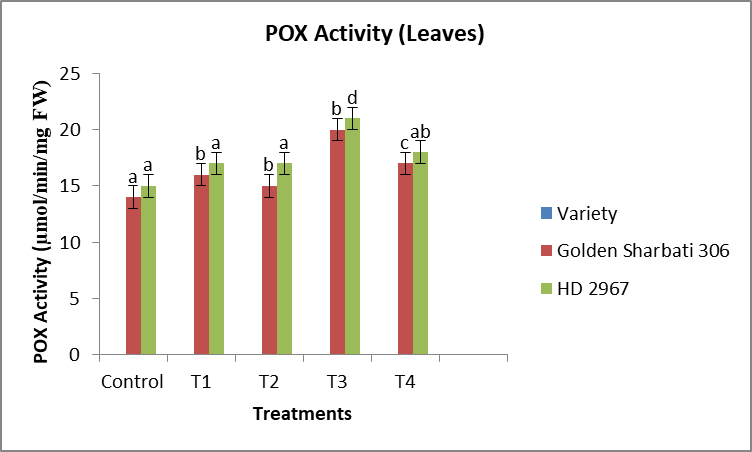 POX Activity (Leaves)
POX Activity (µmol/min/mg FW)
25
20
15
10
5
0
a a
b a
b a
b d
c ab
Control T1 T2 T3 T4
Treatments
Variety
Golden Sharbati 306
HD 2967